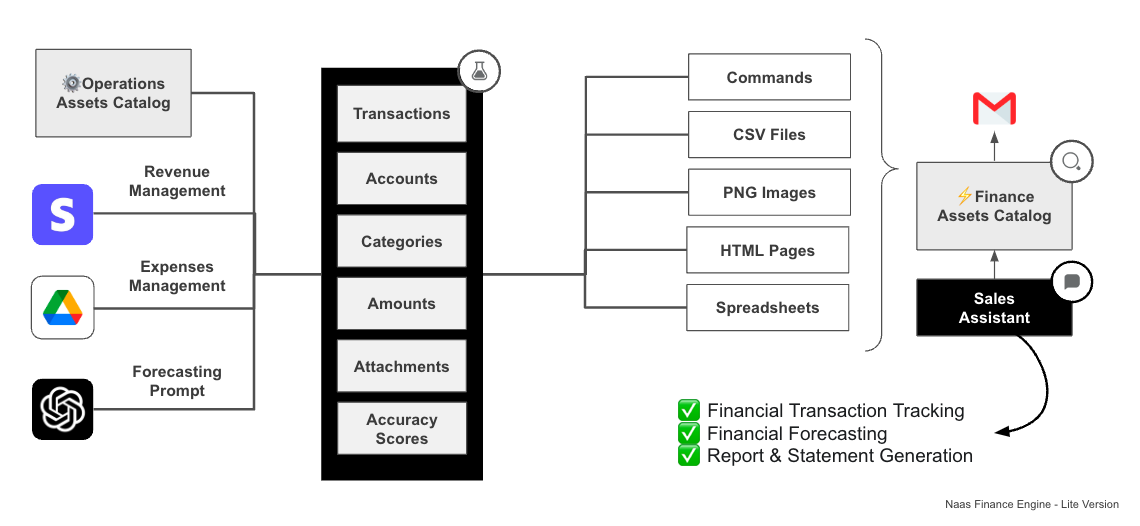 ⚙️Operations
Assets Catalog
Revenue
Management
Expenses
Management
Forecasting
Prompt
Transactions
Accounts
Categories
Amounts
Attachments
Accuracy
Scores
Commands
CSV Files
PNG Images
HTML Pages
Spreadsheets
⚡Finance
Assets Catalog
Sales
Assistant
✅ Financial Transaction Tracking
✅ Financial Forecasting
✅ Report & Statement Generation
Naas Finance Engine - Lite Version